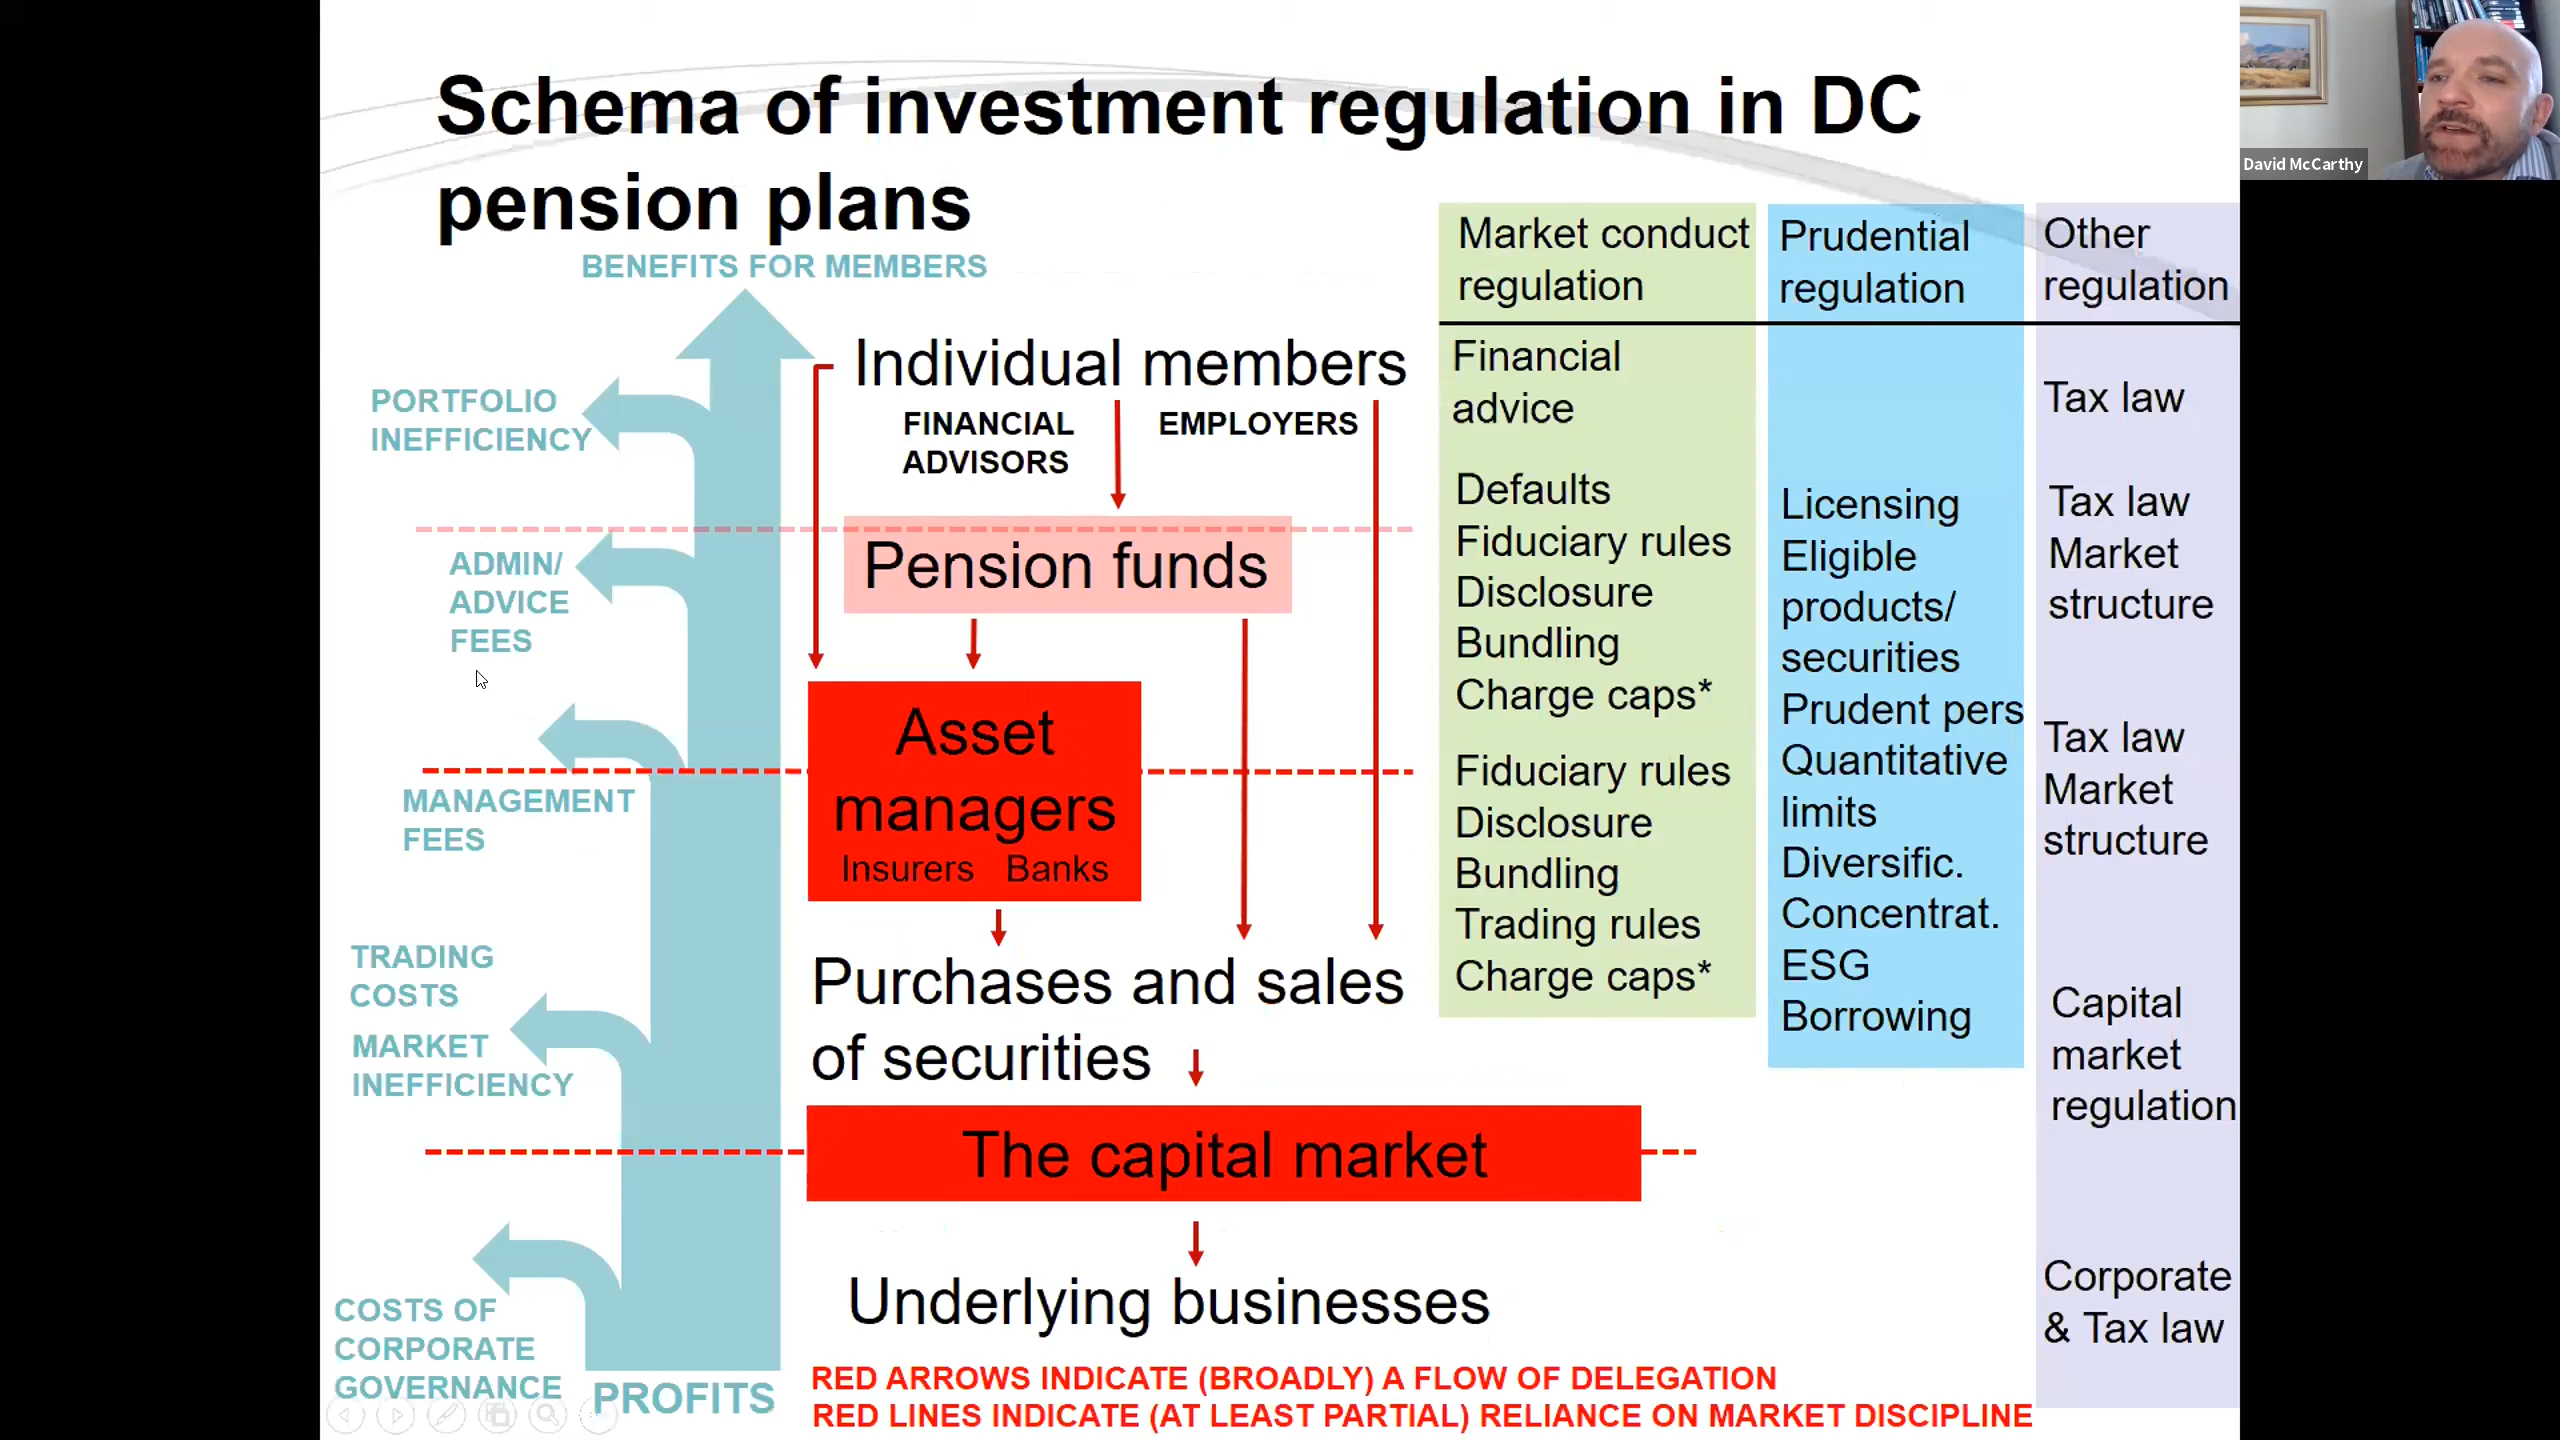 Schema of investment regulation in DC
pension plans
David McCarthy
BENEFITS FOR MEMBERS
PORTFOLIO
INEFFICIENCY
ADMIN/
ADVICE
FEES
MANAGEMENT
FEES
TRADING
COSTS
MARKET
INEFFICIENCY
COSTS OF
CORPORATE
GOVERNANCE
PROFITS
Individual members
FINANCIAL
ADVISORS
EMPLOYERS
Pension funds
Asset
managers
Insurers Banks
Purchases and sales
of securities
The capital market
Underlying businesses
RED ARROWS INDICATE (BROADLY) A FLOW OF DELEGATION
RED LINES INDICATE (AT LEAST PARTIAL) RELIANCE ON MARKET DISCIPLINE
Market conduct
regulation
Financial
advice
Defaults
Fiduciary rules
Disclosure
Bundling
Charge caps*
Fiduciary rules
Disclosure
Bundling
Trading rules
Charge caps*
Prudential
regulation
Licensing
Eligible
products/
securities
Prudent pers
Quantitative
limits
Diversific.
Concentrat.
ESG
Borrowing
Other
regulation
Tax law
Tax law
Market
structure
Tax law
Market
structure
Capital
market
regulation
Corporate
& Tax law